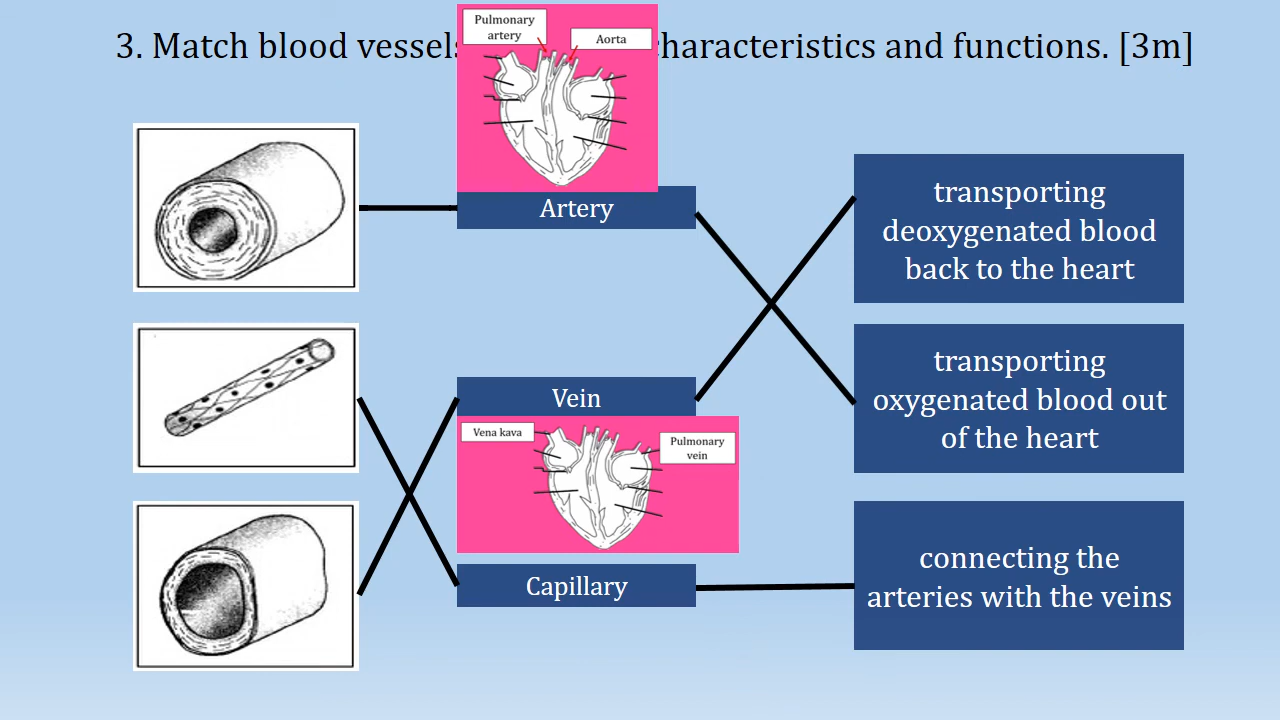 3. Match blood vessels characteristics and functions. [3m]
Pulmonary
artery
Aorta
Artery
Vein
Vena kava
Pulmonary
vein
Capillary
transporting
deoxygenated blood
back to the heart
transporting
oxygenated blood out
of the heart
connecting the
arteries with the veins